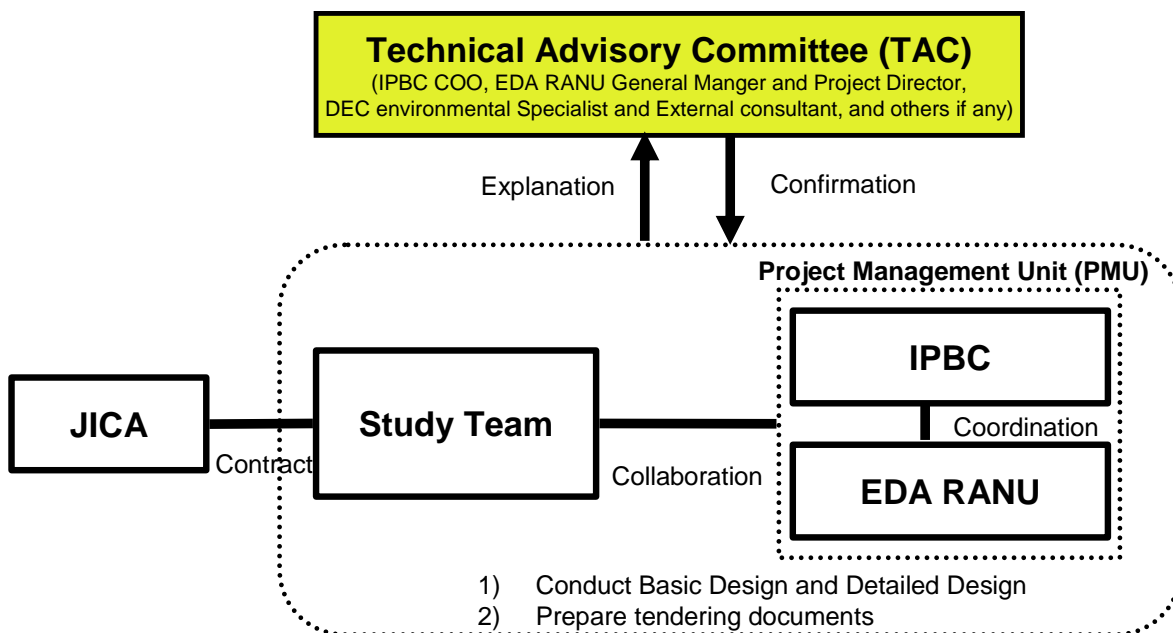 Technical Advisory Committee (TAC)
(IPBC COO, EDA RANU General Manger and Project Director,
DEC environmental Specialist and External consultant, and others if any)
Explanation
Confirmation
Project Management Unit (PMU)
IPBC
JICA
Study Team
Coordination
Contract
Collaboration
EDA RANU
1) Conduct Basic Design and Detailed Design
2) Prepare tendering documents